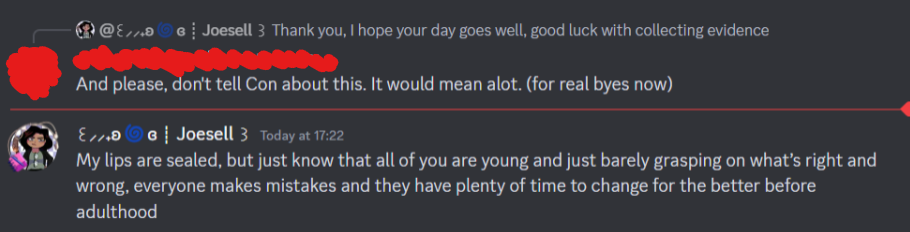 @꒰⸝⸝₊ʚ🌀ɞ┊Joesell꒱ Thank you, I hope your day goes well, good luck with collecting evidence
And please, don't tell Con about this. It would mean alot. (for real byes now)
꒰⸝⸝₊ʚ🌀ɞ┊Joesell꒱ Today at 17:22
My lips are sealed, but just know that all of you are young and just barely grasping on what's right and
wrong, everyone makes mistakes and they have plenty of time to change for the better before
adulthood